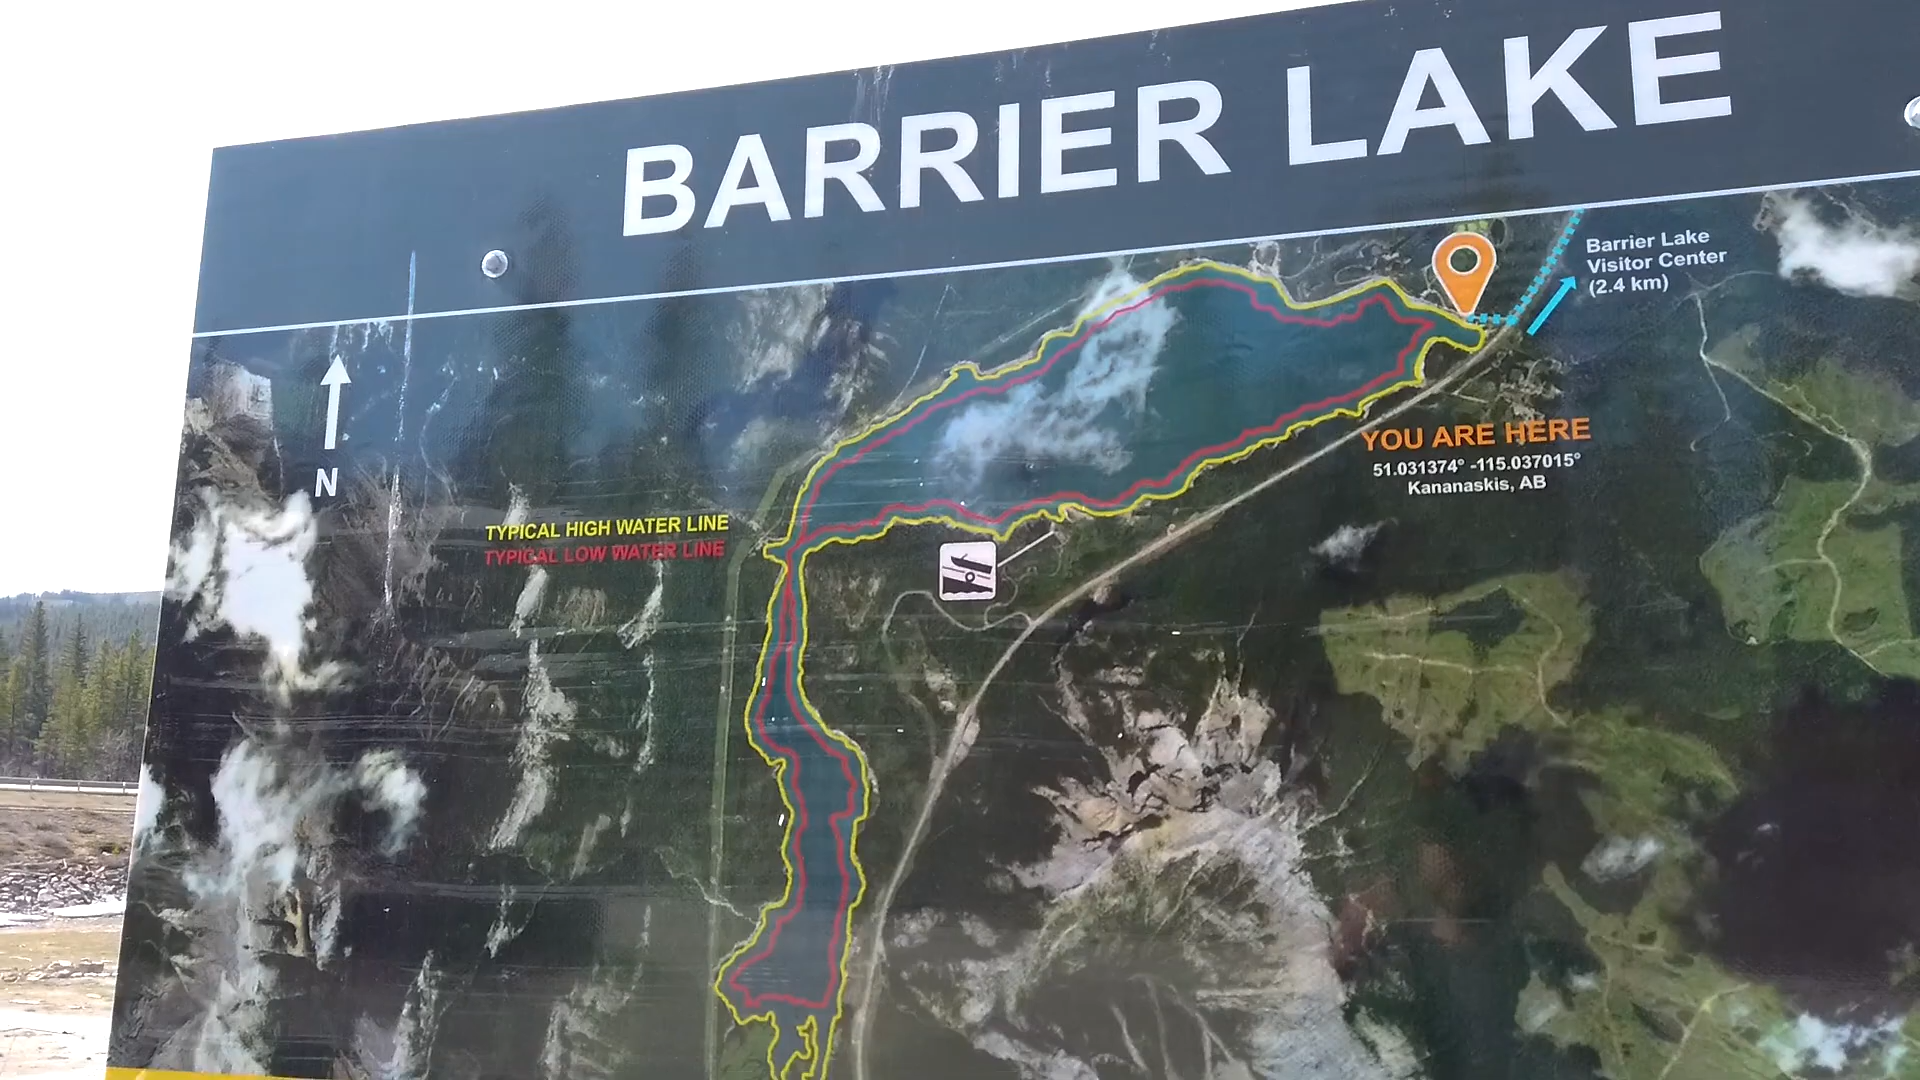 BARRIER LAKE
Barrier Lake
Visitor Center
(2.4 km)
N
YOU ARE HERE
51.031374° -115.037015°
Kananaskis, AB
TYPICAL HIGH WATER LINE
TYPICAL LOW WATER LINE